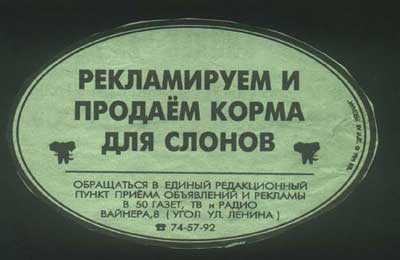 РЕКЛАМИРУЕМ И
ПРОДАЁМ КОРМА
ДЛЯ СЛОНОВ
ОБРАЩАТЬСЯ В ЕДИНЫЙ РЕДАКЦИОННЫЙ
ПУНКТ ПРИЁМА ОБЪЯВЛЕНИЙ И РЕКЛАМЫ
В 50 ГАЗЕТ, ТВ и РАДИО
ВАЙНЕРА,8 ( УГОЛ УЛ. ЛЕНИНА )
☎ 74-57-92